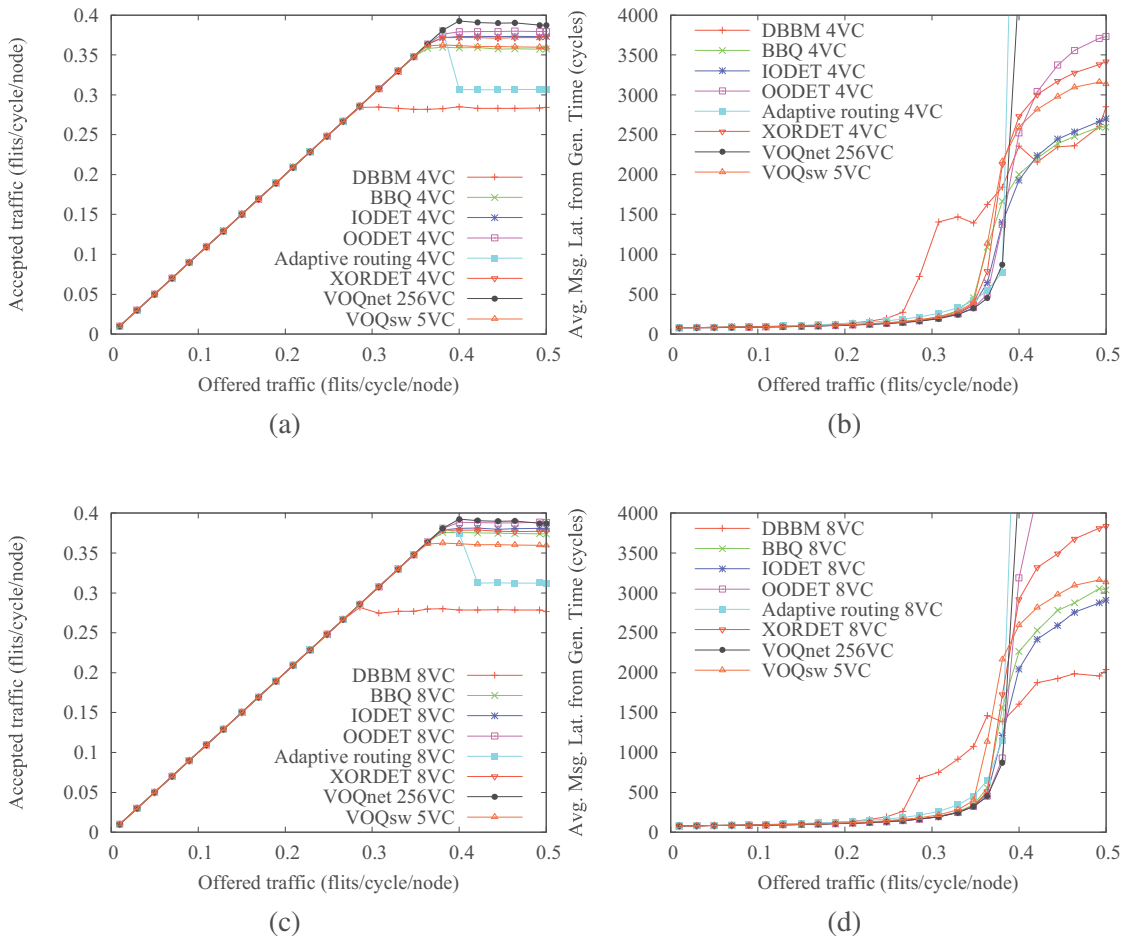 0.4
0.35
0.3
0.25
0.2
0.15
0.1
0.05
0
Accepted traffic (flits/cycle/node)
DBBM 4VC
BBQ 4VC
IODET 4VC
OODET 4VC
Adaptive routing 4VC
XORDET 4VC
VOQnet 256VC
VOQsw 5VC
0 0.1 0.2 0.3 0.4 0.5
Offered traffic (flits/cycle/node)
(a)
4000
3500
3000
2500
2000
1500
1000
500
0
Avg. Msg. Lat. from Gen. Time (cycles)
DBBM 4VC
BBQ 4VC
IODET 4VC
OODET 4VC
Adaptive routing 4VC
XORDET 4VC
VOQnet 256VC
VOQsw 5VC
0 0.1 0.2 0.3 0.4 0.5
Offered traffic (flits/cycle/node)
(b)
0.4
0.35
0.3
0.25
0.2
0.15
0.1
0.05
0
Accepted traffic (flits/cycle/node)
DBBM 8VC
BBQ 8VC
IODET 8VC
OODET 8VC
Adaptive routing 8VC
XORDET 8VC
VOQnet 256VC
VOQsw 5VC
0 0.1 0.2 0.3 0.4 0.5
Offered traffic (flits/cycle/node)
(c)
4000
3500
3000
2500
2000
1500
1000
500
0
Avg. Msg. Lat. from Gen. Time (cycles)
DBBM 8VC
BBQ 8VC
IODET 8VC
OODET 8VC
Adaptive routing 8VC
XORDET 8VC
VOQnet 256VC
VOQsw 5VC
0 0.1 0.2 0.3 0.4 0.5
Offered traffic (flits/cycle/node)
(d)